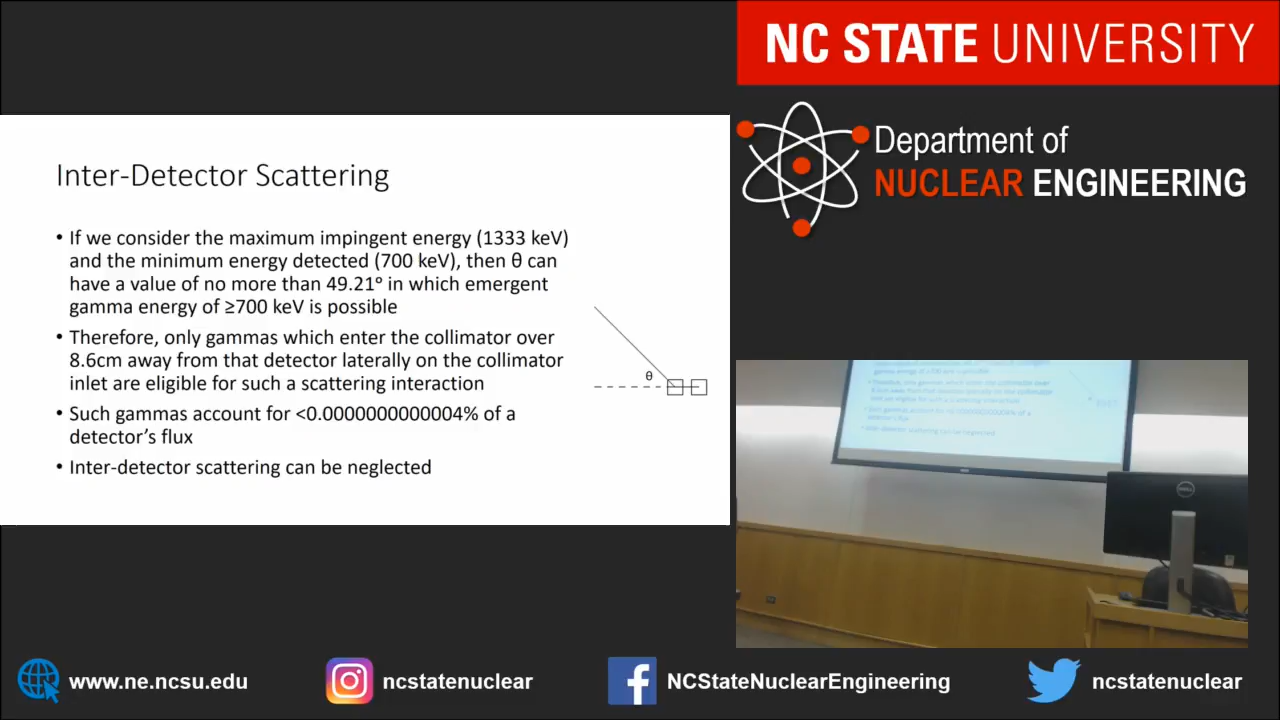 NC STATE UNIVERSITY
Department of
NUCLEAR ENGINEERING
Inter-Detector Scattering
• If we consider the maximum impingent energy (1333 keV)
and the minimum energy detected (700 keV), then θ can
have a value of no more than 49.21° in which emergent
gamma energy of ≥700 keV is possible
• Therefore, only gammas which enter the collimator over
8.6cm away from that detector laterally on the collimator
inlet are eligible for such a scattering interaction
• Such gammas account for <0.0000000000004% of a
detector's flux
• Inter-detector scattering can be neglected
θ
DELL
www.ne.ncsu.edu
ncstatenuclear
NCStateNuclearEngineering
ncstatenuclear